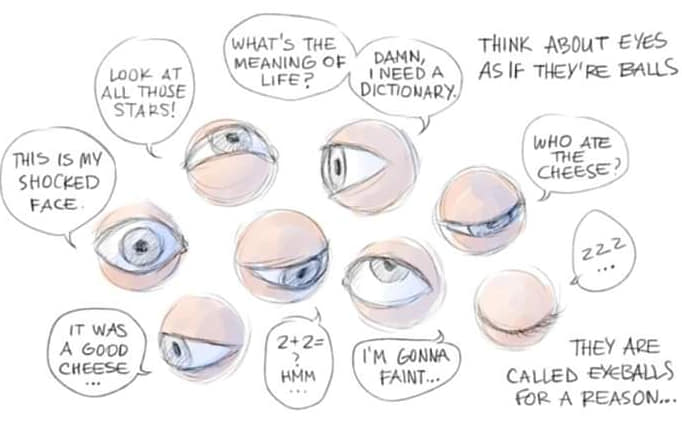 THINK ABOUT EYES
AS IF THEY'RE BALLS
WHAT'S THE
MEANING OF
LIFE?
DAMN,
I NEED A
DICTIONARY.
LOOK AT
ALL THOSE
STARS!
WHO ATE
THE
CHEESE?
THIS IS MY
SHOCKED
FACE.
ZZZ
...
IT WAS
A GOOD
CHEESE
...
2+2=
?
HMM
...
I'M GONNA
FAINT...
THEY ARE
CALLED EYEBALLS
FOR A REASON...